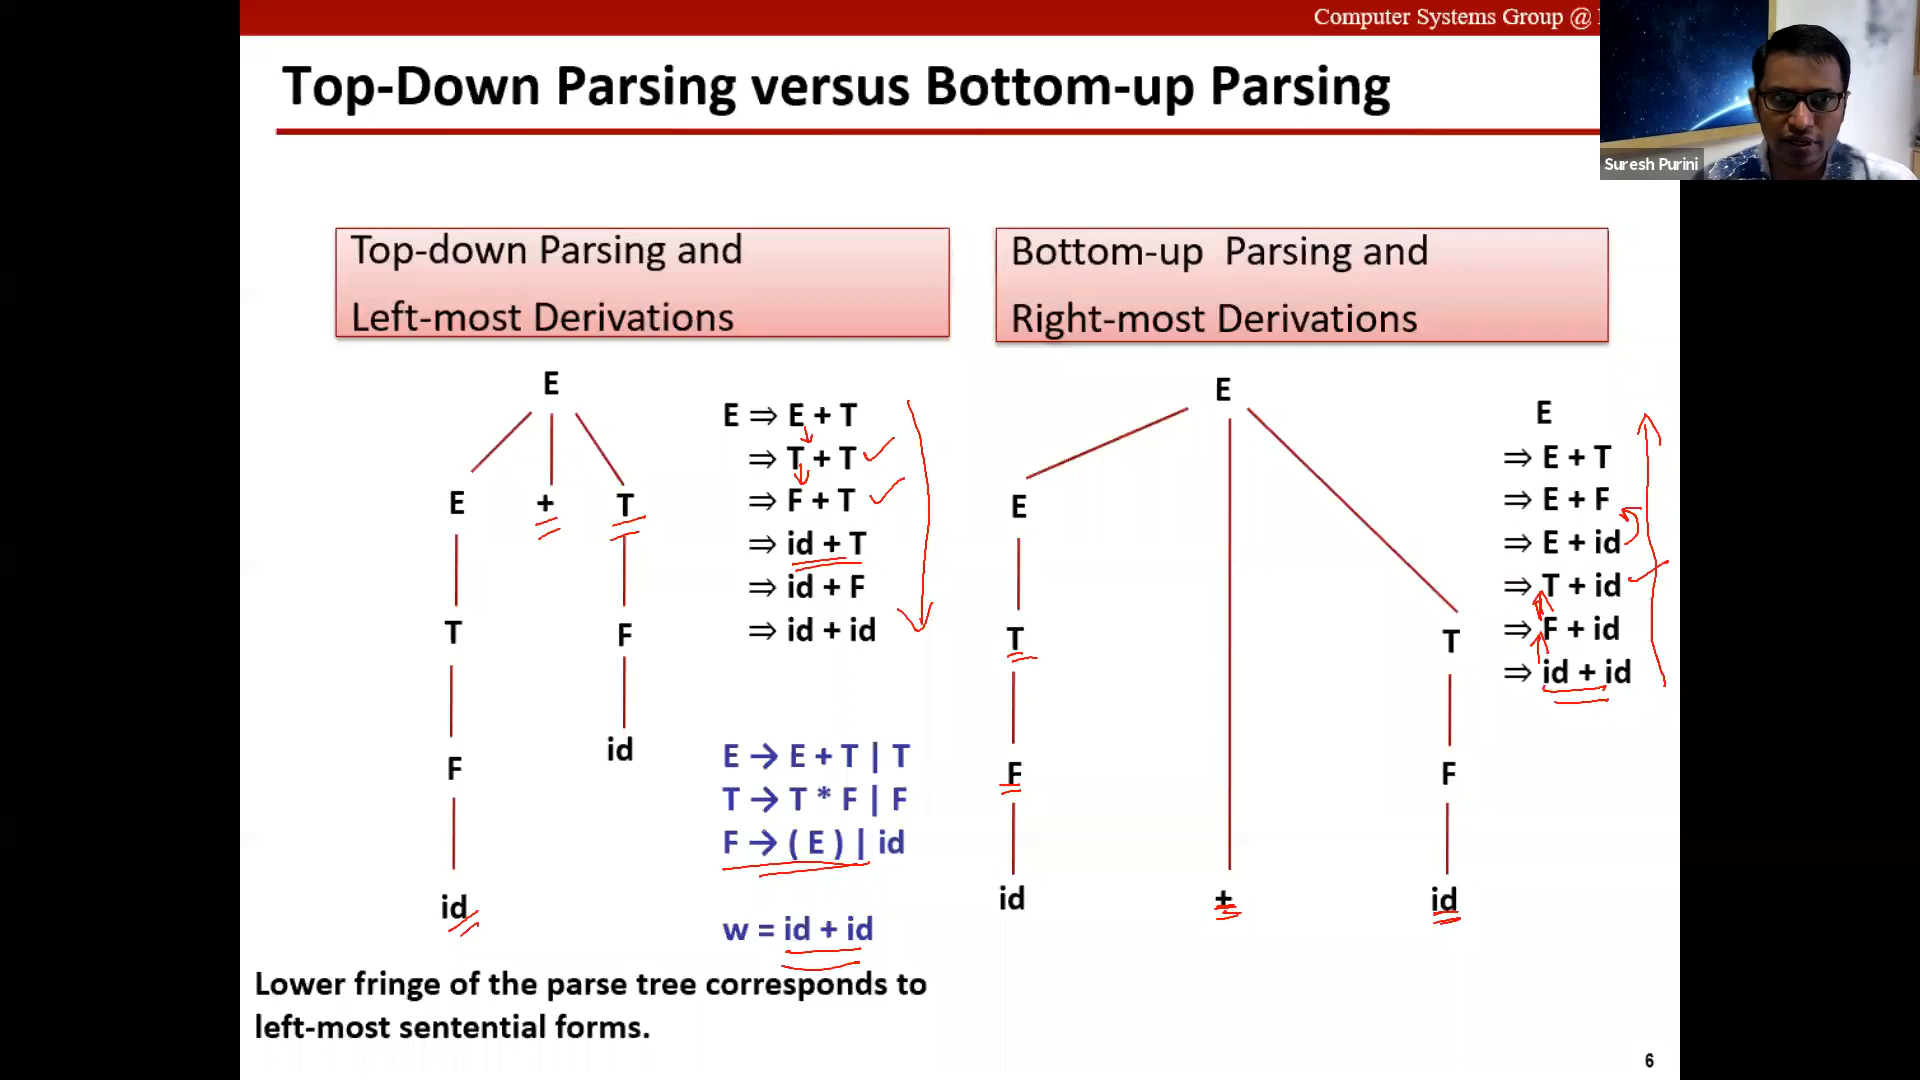 Computer Systems Group @
Suresh Purini
Top-Down Parsing versus Bottom-up Parsing
Top-down Parsing and
Left-most Derivations
E
E + T
T F
F id
id
E ⇒ E + T
⇒ T + T
⇒ F + T
⇒ id + T
⇒ id + F
⇒ id + id
E → E + T | T
T → T * F | F
F → ( E ) | id
w = id + id
Lower fringe of the parse tree corresponds to
left-most sentential forms.
Bottom-up Parsing and
Right-most Derivations
E
E
T T
F F
id + id
E
⇒ E + T
⇒ E + F
⇒ E + id
⇒ T + id
⇒ F + id
⇒ id + id
6